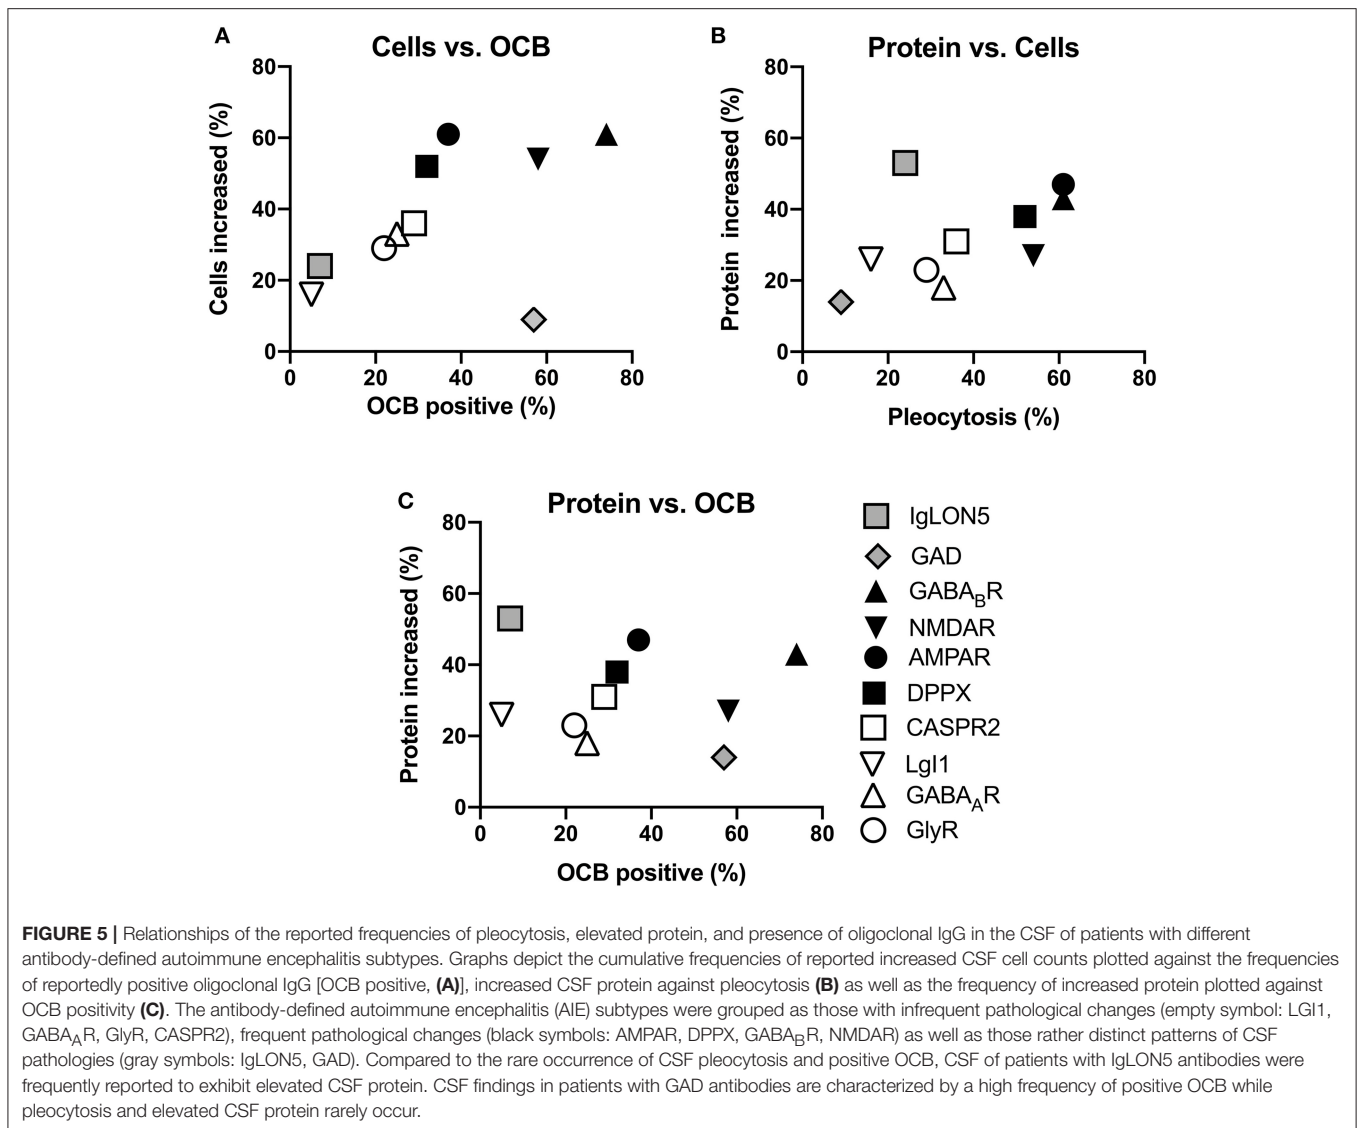 A
Cells vs. OCB
80
60
40
20
0
Cells increased (%)
0 20 40 60 80
OCB positive (%)
B
Protein vs. Cells
80
60
40
20
0
Protein increased (%)
0 20 40 60 80
Pleocytosis (%)
C
Protein vs. OCB
80
60
40
20
0
Protein increased (%)
0 20 40 60 80
OCB positive (%)
IgLON5
GAD
GABABR
NMDAR
AMPAR
DPPX
CASPR2
LgI1
GABAAR
GlyR
FIGURE 5 | Relationships of the reported frequencies of pleocytosis, elevated protein, and presence of oligoclonal IgG in the CSF of patients with different
antibody-defined autoimmune encephalitis subtypes. Graphs depict the cumulative frequencies of reported increased CSF cell counts plotted against the frequencies
of reportedly positive oligoclonal IgG [OCB positive, (A)], increased CSF protein against pleocytosis (B) as well as the frequency of increased protein plotted against
OCB positivity (C). The antibody-defined autoimmune encephalitis (AIE) subtypes were grouped as those with infrequent pathological changes (empty symbol: LGI1,
GABAAR, GlyR, CASPR2), frequent pathological changes (black symbols: AMPAR, DPPX, GABABR, NMDAR) as well as those rather distinct patterns of CSF
pathologies (gray symbols: IgLON5, GAD). Compared to the rare occurrence of CSF pleocytosis and positive OCB, CSF of patients with IgLON5 antibodies were
frequently reported to exhibit elevated CSF protein. CSF findings in patients with GAD antibodies are characterized by a high frequency of positive OCB while
pleocytosis and elevated CSF protein rarely occur.